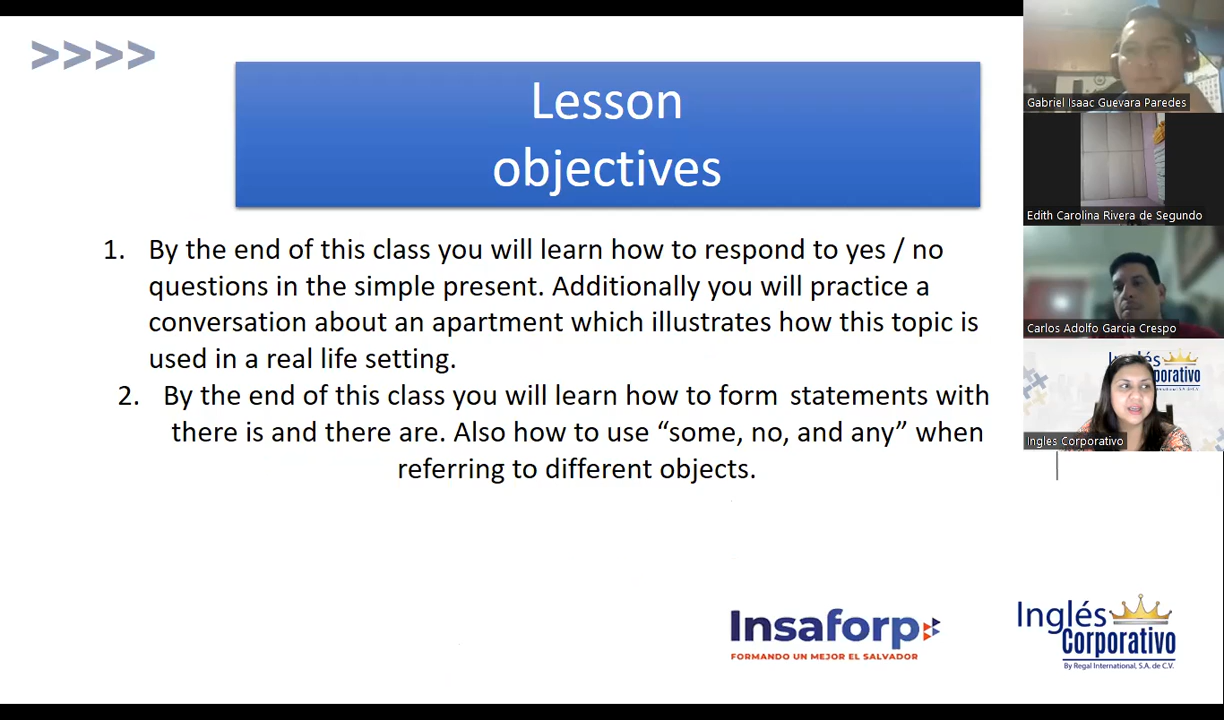 >>>>
Lesson
objectives
1. By the end of this class you will learn how to respond to yes / no
questions in the simple present. Additionally you will practice a
conversation about an apartment which illustrates how this topic is
used in a real life setting.
2. By the end of this class you will learn how to form statements with
there is and there are. Also how to use “some, no, and any” when
referring to different objects.
Insaforp
FORMANDO UN MEJOR EL SALVADOR
Inglés
Corporativo
By Regal International, S.A. de C.V.
Gabriel Isaac Guevara Paredes
Edith Carolina Rivera de Segundo
Carlos Adolfo Garcia Crespo
Ingles Corporativo